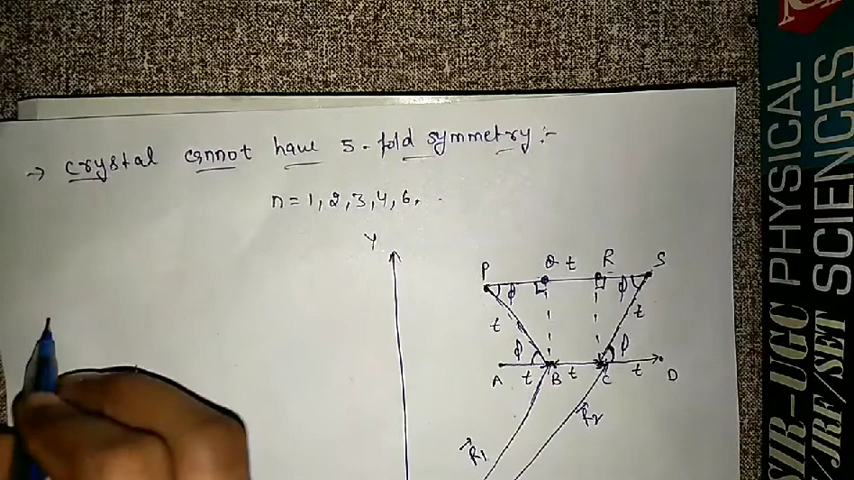 → crystal cannot have 5-fold symmetry :-
n = 1, 2, 3, 4, 6, .
Y
P Q t R S
φ φ
t t
φ φ
A t B t C t D
R1 R2
PHYSICAL SCIENCES
SIR-UGC
/JRF/SET